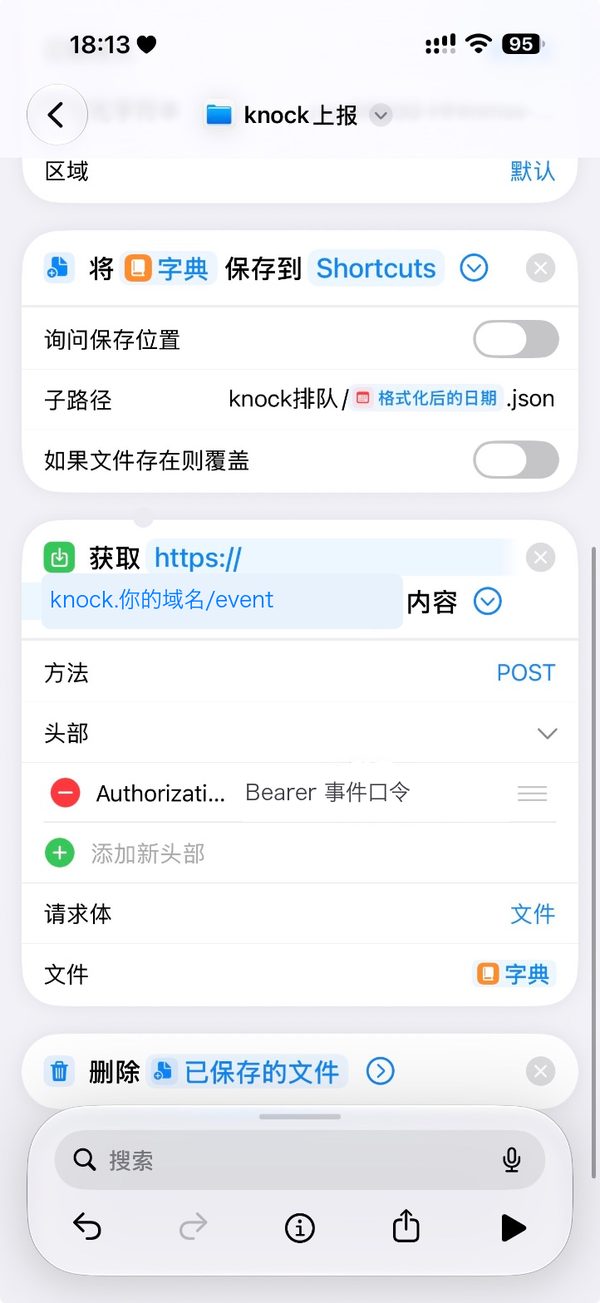 18:13
95
knock上报
区域 默认
将 字典 保存到 Shortcuts
询问保存位置
子路径 knock排队/ 格式化后的日期 .json
如果文件存在则覆盖
获取 https://
knock.你的域名/event 内容
方法 POST
头部
Authorizati... Bearer 事件口令
添加新头部
请求体 文件
文件 字典
删除 已保存的文件
搜索